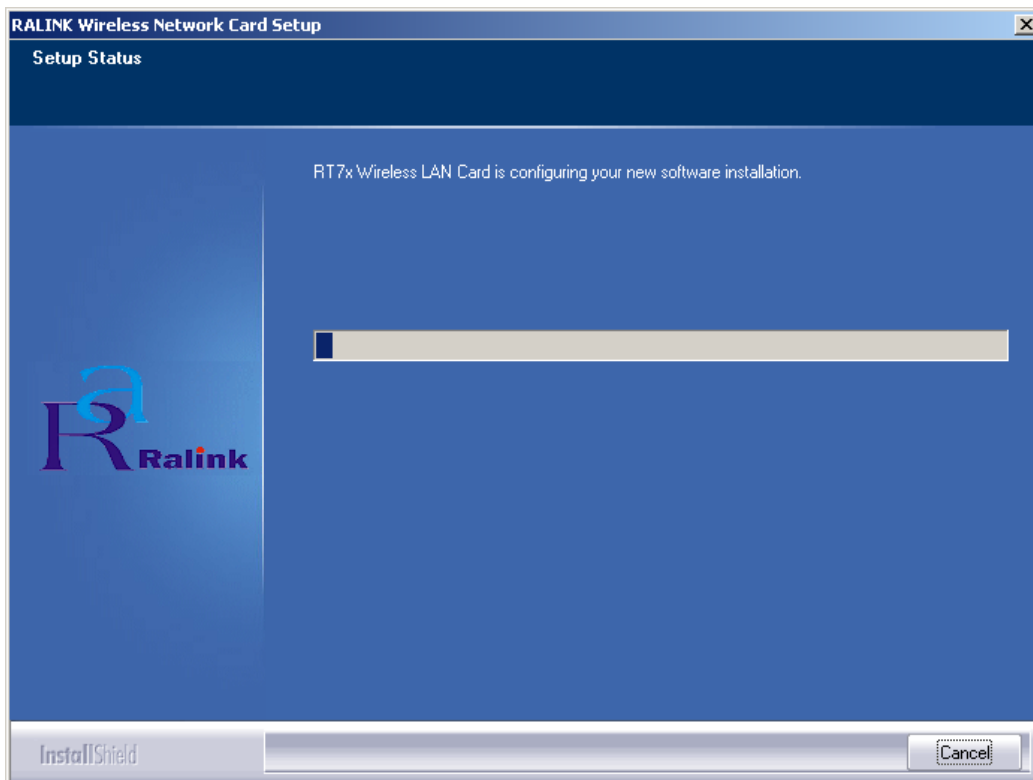 RALINK Wireless Network Card Setup
Setup Status
RT7x Wireless LAN Card is configuring your new software installation.
Ra
Ralink
InstallShield
Cancel